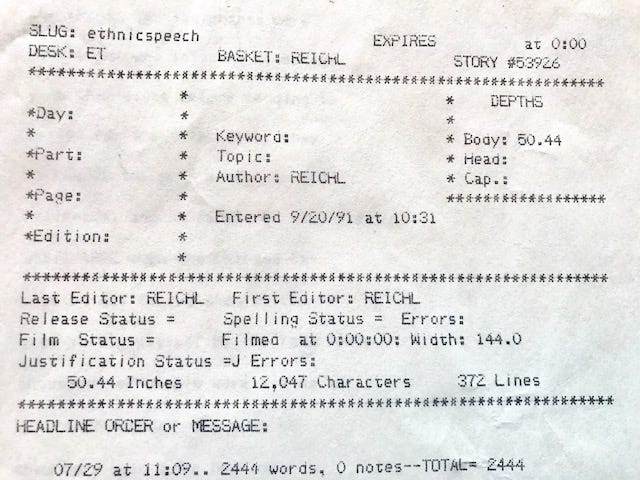 SLUG: ethnicspeech EXPIRES at 0:00
DESK: ET BASKET: REICHL STORY #53926
************************************************************
* * DEPTHS
*Day: * *
* * Keyword: * Body: 50.44
*Part: * Topic: * Head:
* * Author: REICHL * Cap.:
*Page: * *****************
* * Entered 9/20/91 at 10:31
*Edition: *
*
************************************************************
Last Editor: REICHL First Editor: REICHL
Release Status = Spelling Status = Errors:
Film Status = Filmed at 0:00:00: Width: 144.0
Justification Status =J Errors:
50.44 Inches 12,047 Characters 372 Lines
************************************************************
HEADLINE ORDER or MESSAGE:
07/29 at 11:09.. 2444 words, 0 notes--TOTAL= 2444